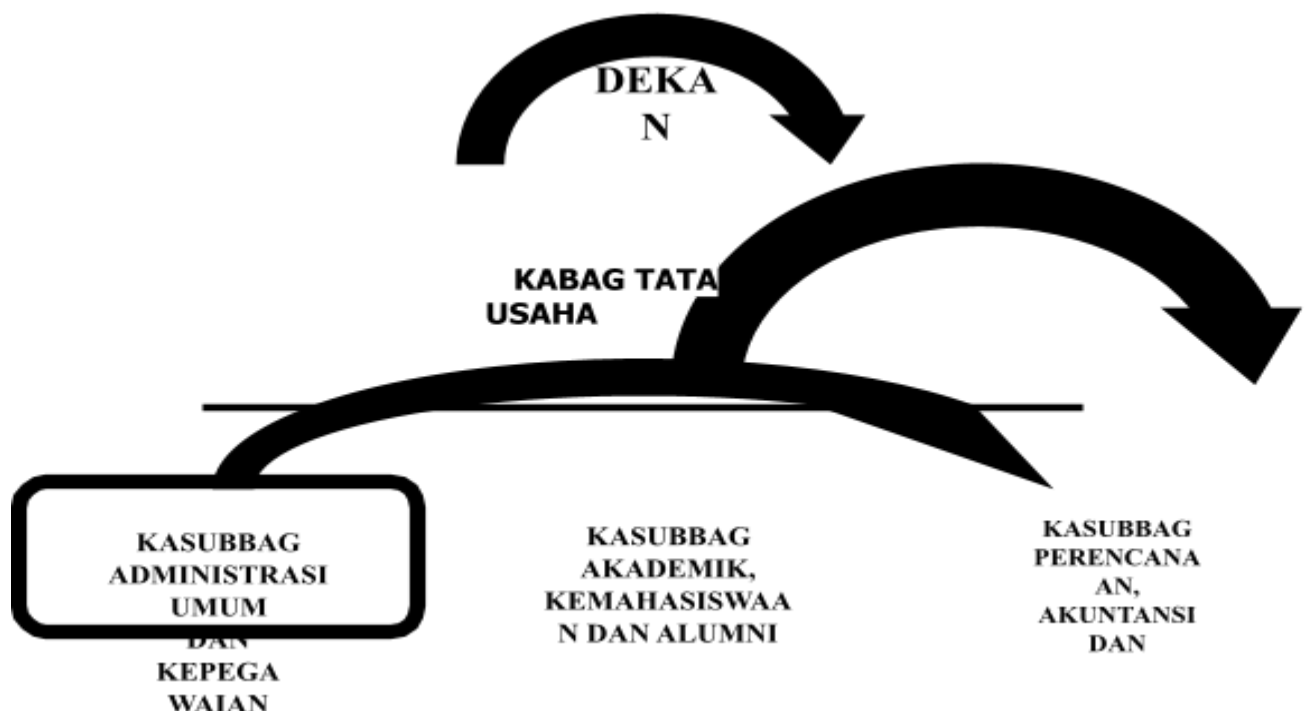 DEKA
N
KABAG TATA
USAHA
KASUBBAG
ADMINISTRASI
UMUM
DAN
KEPEGA
WAIAN
KASUBBAG
AKADEMIK,
KEMAHASISWAA
N DAN ALUMNI
KASUBBAG
PERENCANA
AN,
AKUNTANSI
DAN